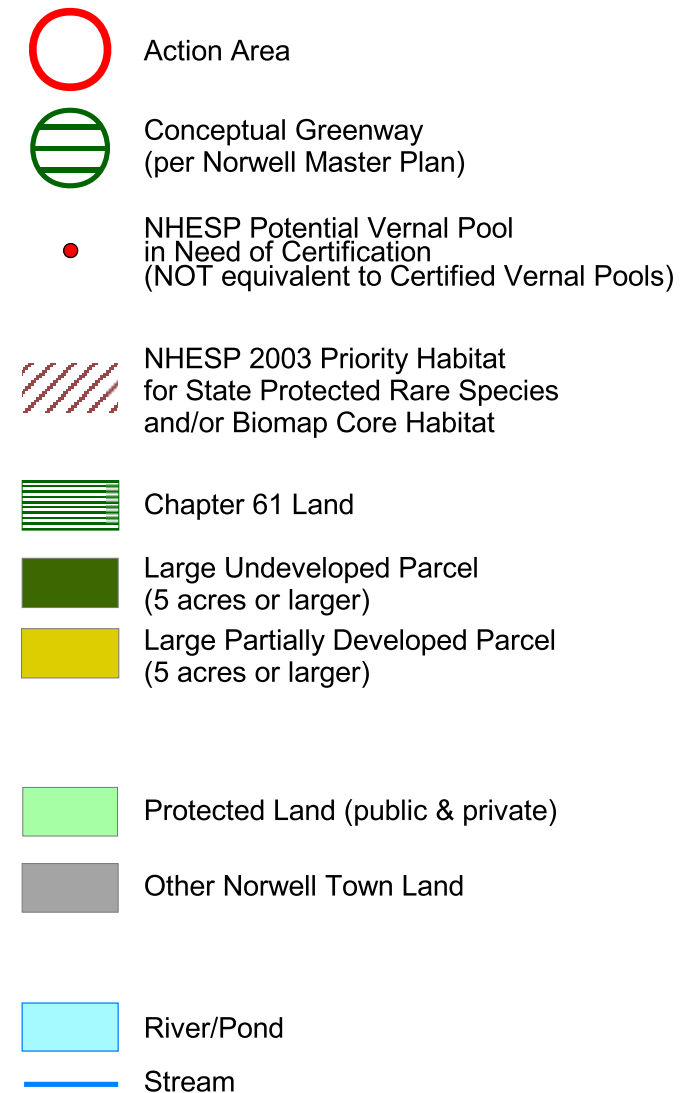 Action Area
Conceptual Greenway
(per Norwell Master Plan)
NHESP Potential Vernal Pool
in Need of Certification
(NOT equivalent to Certified Vernal Pools)
NHESP 2003 Priority Habitat
for State Protected Rare Species
and/or Biomap Core Habitat
Chapter 61 Land
Large Undeveloped Parcel
(5 acres or larger)
Large Partially Developed Parcel
(5 acres or larger)
Protected Land (public & private)
Other Norwell Town Land
River/Pond
Stream